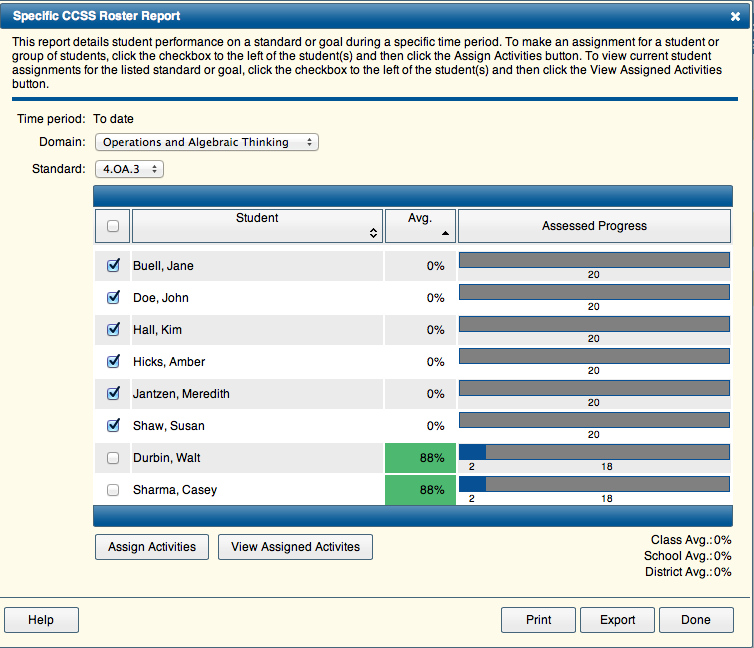 Specific CCSS Roster Report
This report details student performance on a standard or goal during a specific time period. To make an assignment for a student or
group of students, click the checkbox to the left of the student(s) and then click the Assign Activities button. To view current student
assignments for the listed standard or goal, click the checkbox to the left of the student(s) and then click the View Assigned Activities
button.
Time period: To date
Domain: Operations and Algebraic Thinking
Standard: 4.OA.3
Student Avg. Assessed Progress
Buell, Jane 0%
20
Doe, John 0%
20
Hall, Kim 0%
20
Hicks, Amber 0%
20
Jantzen, Meredith 0%
20
Shaw, Susan 0%
20
Durbin, Walt 88%
2 18
Sharma, Casey 88%
2 18
Assign Activities View Assigned Activites
Class Avg.:0%
School Avg.:0%
District Avg.:0%
Help Print Export Done